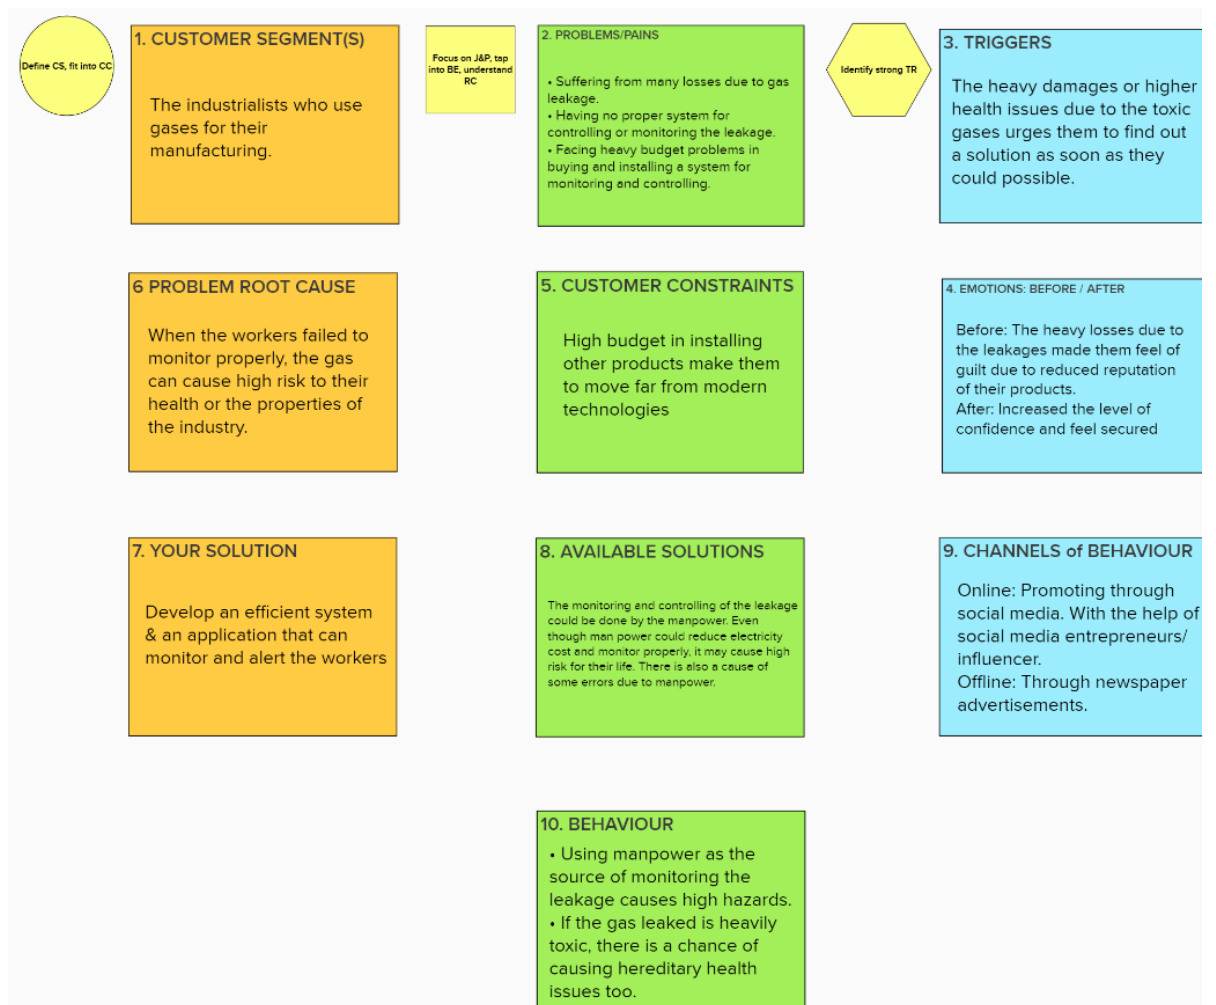 Define CS, fit into CC
1. CUSTOMER SEGMENT(S)
The industrialists who use
gases for their
manufacturing.
Focus on J&P, tap
into BE, understand
RC
2. PROBLEMS/PAINS
• Suffering from many losses due to gas
leakage.
• Having no proper system for
controlling or monitoring the leakage.
• Facing heavy budget problems in
buying and installing a system for
monitoring and controlling.
Identify strong TR
3. TRIGGERS
The heavy damages or higher
health issues due to the toxic
gases urges them to find out
a solution as soon as they
could possible.
6 PROBLEM ROOT CAUSE
When the workers failed to
monitor properly, the gas
can cause high risk to their
health or the properties of
the industry.
5. CUSTOMER CONSTRAINTS
High budget in installing
other products make them
to move far from modern
technologies
4. EMOTIONS: BEFORE / AFTER
Before: The heavy losses due to
the leakages made them feel of
guilt due to reduced reputation
of their products.
After: Increased the level of
confidence and feel secured
7. YOUR SOLUTION
Develop an efficient system
& an application that can
monitor and alert the workers
8. AVAILABLE SOLUTIONS
The monitoring and controlling of the leakage
could be done by the manpower. Even
though man power could reduce electricity
cost and monitor properly, it may cause high
risk for their life. There is also a cause of
some errors due to manpower.
9. CHANNELS of BEHAVIOUR
Online: Promoting through
social media. With the help of
social media entrepreneurs/
influencer.
Offline: Through newspaper
advertisements.
10. BEHAVIOUR
• Using manpower as the
source of monitoring the
leakage causes high hazards.
• If the gas leaked is heavily
toxic, there is a chance of
causing hereditary health
issues too.